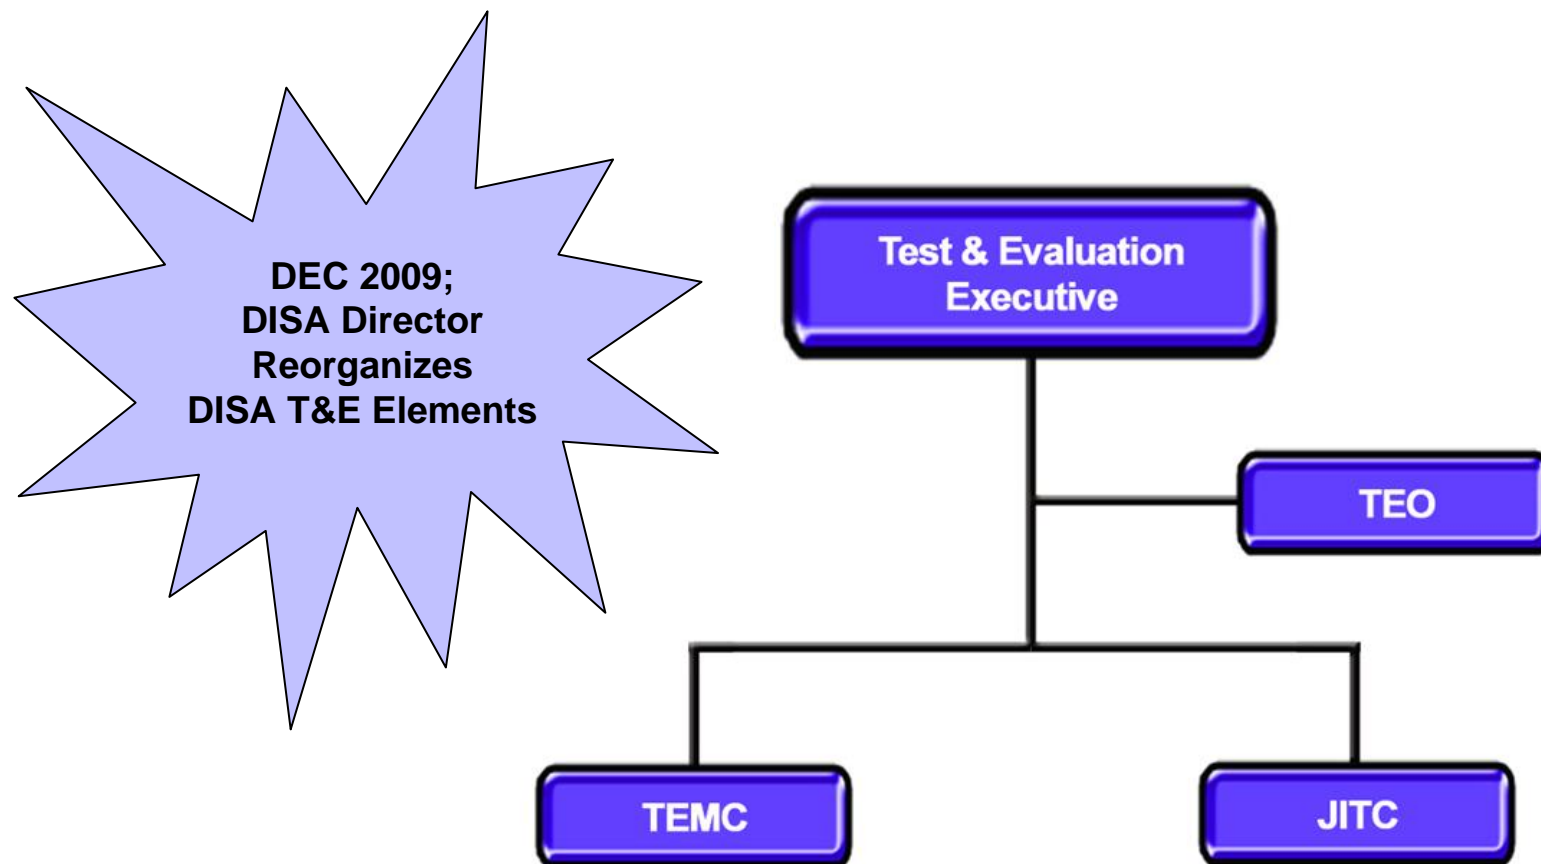 DEC 2009;
DISA Director
Reorganizes
DISA T&E Elements
Test & Evaluation
Executive
TEO
TEMC
JITC